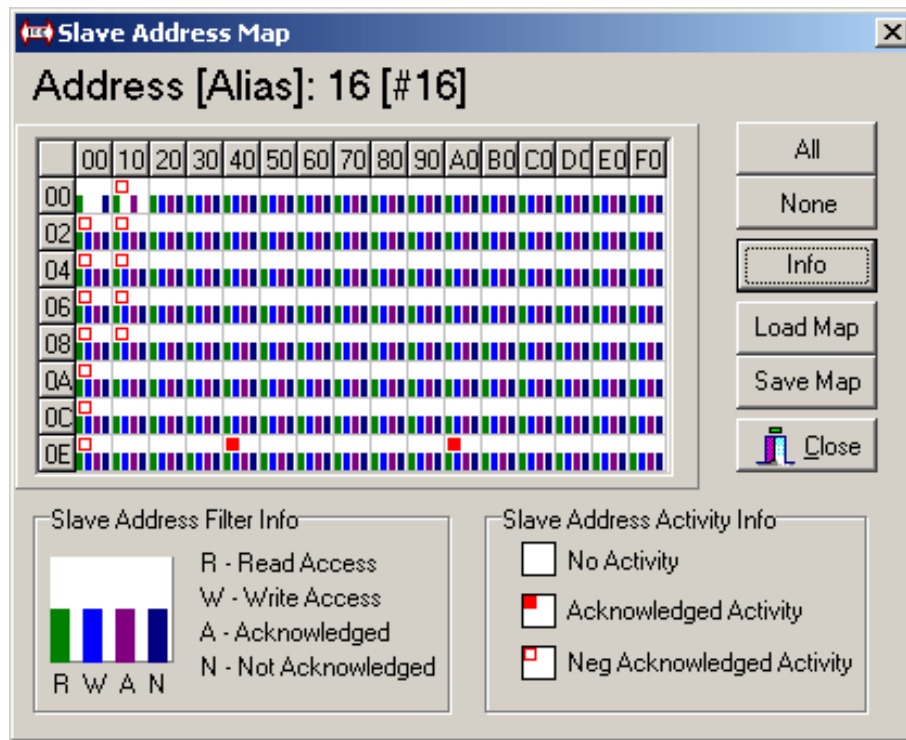 Slave Address Map
Address [Alias]: 16 [#16]
00 10 20 30 40 50 60 70 80 90 A0 B0 C0 D0 E0 F0
00
02
04
06
08
0A
0C
0E
All
None
Info
Load Map
Save Map
Close
Slave Address Filter Info
R - Read Access
W - Write Access
A - Acknowledged
N - Not Acknowledged
R W A N
Slave Address Activity Info
No Activity
Acknowledged Activity
Neg Acknowledged Activity